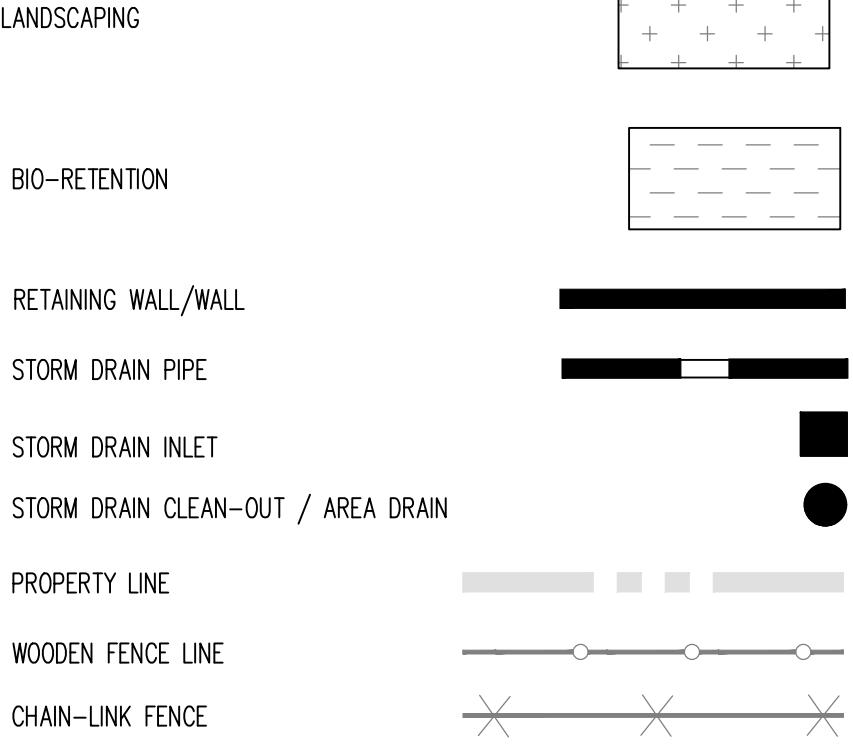 LANDSCAPING
BIO-RETENTION
RETAINING WALL/WALL
STORM DRAIN PIPE
STORM DRAIN INLET
STORM DRAIN CLEAN-OUT / AREA DRAIN
PROPERTY LINE
WOODEN FENCE LINE
CHAIN-LINK FENCE